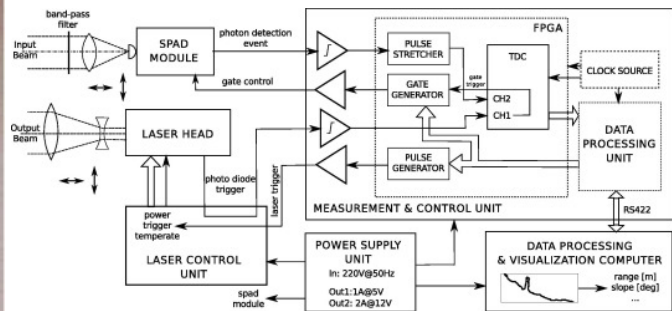 band-pass
filter
Input
Beam
SPAD
MODULE
photon detection
event
gate control
Output
Beam
LASER HEAD
photo diode
trigger
laser trigger
power
trigger
temperate
LASER CONTROL
UNIT
spad
module
FPGA
PULSE
STRETCHER
GATE
GENERATOR
gate
trigger
TDC
CH2
CH1
PULSE
GENERATOR
CLOCK SOURCE
DATA
PROCESSING
UNIT
MEASUREMENT & CONTROL UNIT
RS422
POWER SUPPLY
UNIT
In: 220V@50Hz
Out1:1A@5V
Out2: 2A@12V
DATA PROCESSING
& VISUALIZATION COMPUTER
range [m]
slope [deg]
...